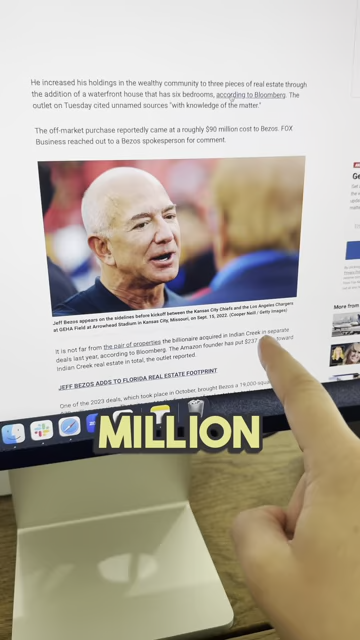 He increased his holdings in the wealthy community to three pieces of real estate through
the addition of a waterfront house that has six bedrooms, according to Bloomberg. The
outlet on Tuesday cited unnamed sources "with knowledge of the matter."
The off-market purchase reportedly came at a roughly $90 million cost to Bezos. FOX
Business reached out to a Bezos spokesperson for comment.
Jeff Bezos appears on the sidelines before kickoff between the Kansas City Chiefs and the Los Angeles Chargers
at GEHA Field at Arrowhead Stadium in Kansas City, Missouri, on Sept. 15, 2022. (Cooper Neill / Getty Images)
It is not far from the pair of properties the billionaire acquired in Indian Creek in separate
deals last year, according to Bloomberg. The Amazon founder has put $237 toward
Indian Creek real estate in total, the outlet reported.
JEFF BEZOS ADDS TO FLORIDA REAL ESTATE FOOTPRINT
One of the 2023 deals, which took place in October, brought Bezos a 19,000
MILLION
Ge
More from